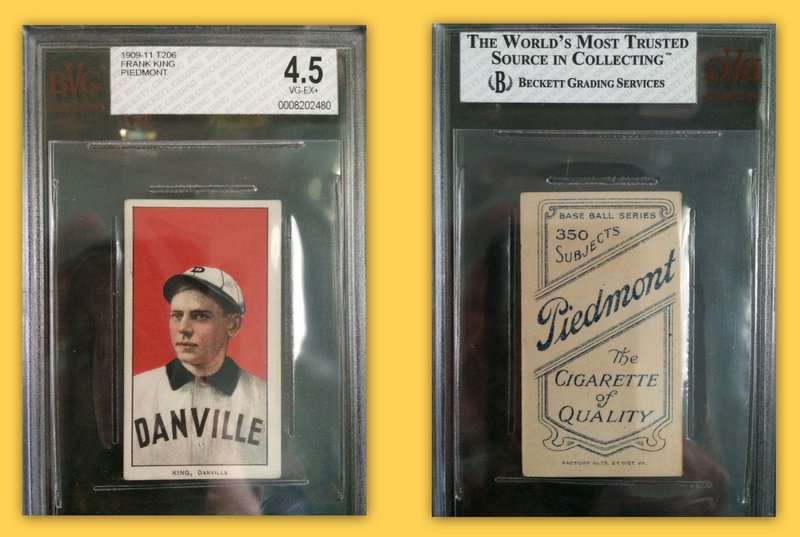 BVG
1909-11 T206
FRANK KING
PIEDMONT
4.5
VG-EX+
0008202480
D
DANVILLE
KING, DANVILLE
THE WORLD'S MOST TRUSTED
SOURCE IN COLLECTING™
B BECKETT GRADING SERVICES
BASE BALL SERIES
350
SUBJECTS
Piedmont
The
CIGARETTE
of
QUALITY
FACTORY No 25, 2D DIST. VA.